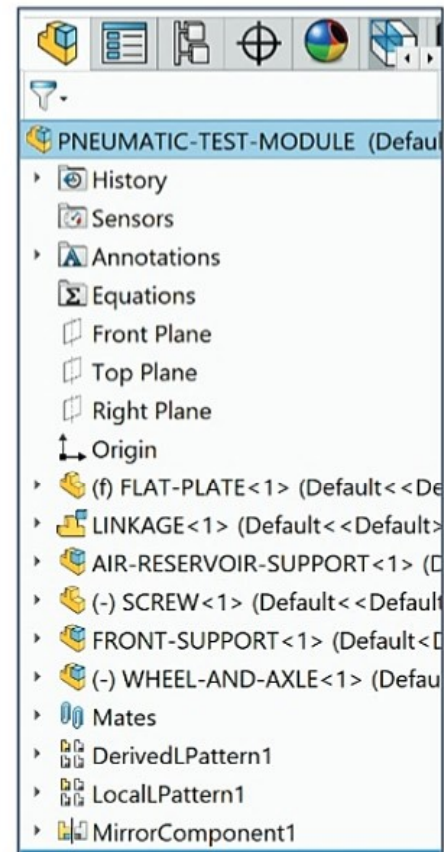 PNEUMATIC-TEST-MODULE (Defaul
History
Sensors
Annotations
Equations
Front Plane
Top Plane
Right Plane
Origin
(f) FLAT-PLATE<1> (Default<<De
LINKAGE<1> (Default<<Default>
AIR-RESERVOIR-SUPPORT<1> (D
(-) SCREW<1> (Default<<Default
FRONT-SUPPORT<1> (Default<D
(-) WHEEL-AND-AXLE<1> (Defau
Mates
DerivedLPattern1
LocalLPattern1
MirrorComponent1